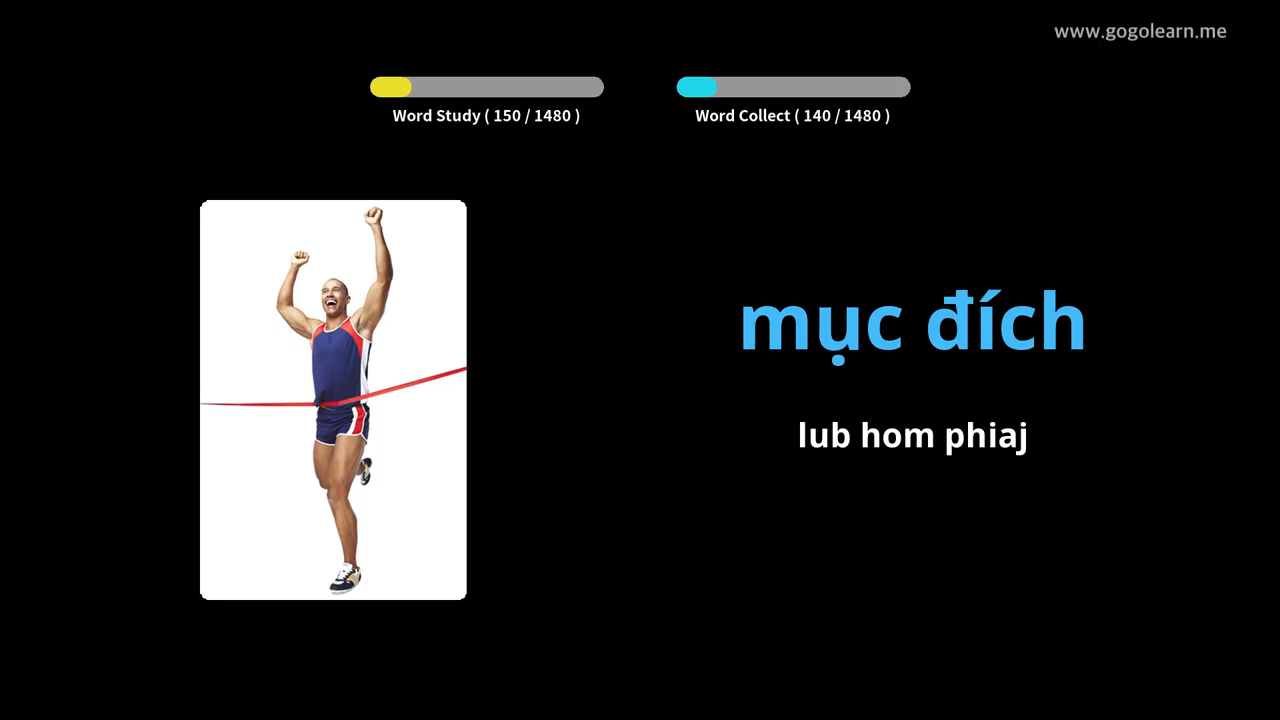 www.gogolearn.me
Word Study ( 150 / 1480 )
Word Collect ( 140 / 1480 )
mục đích
lub hom phiaj